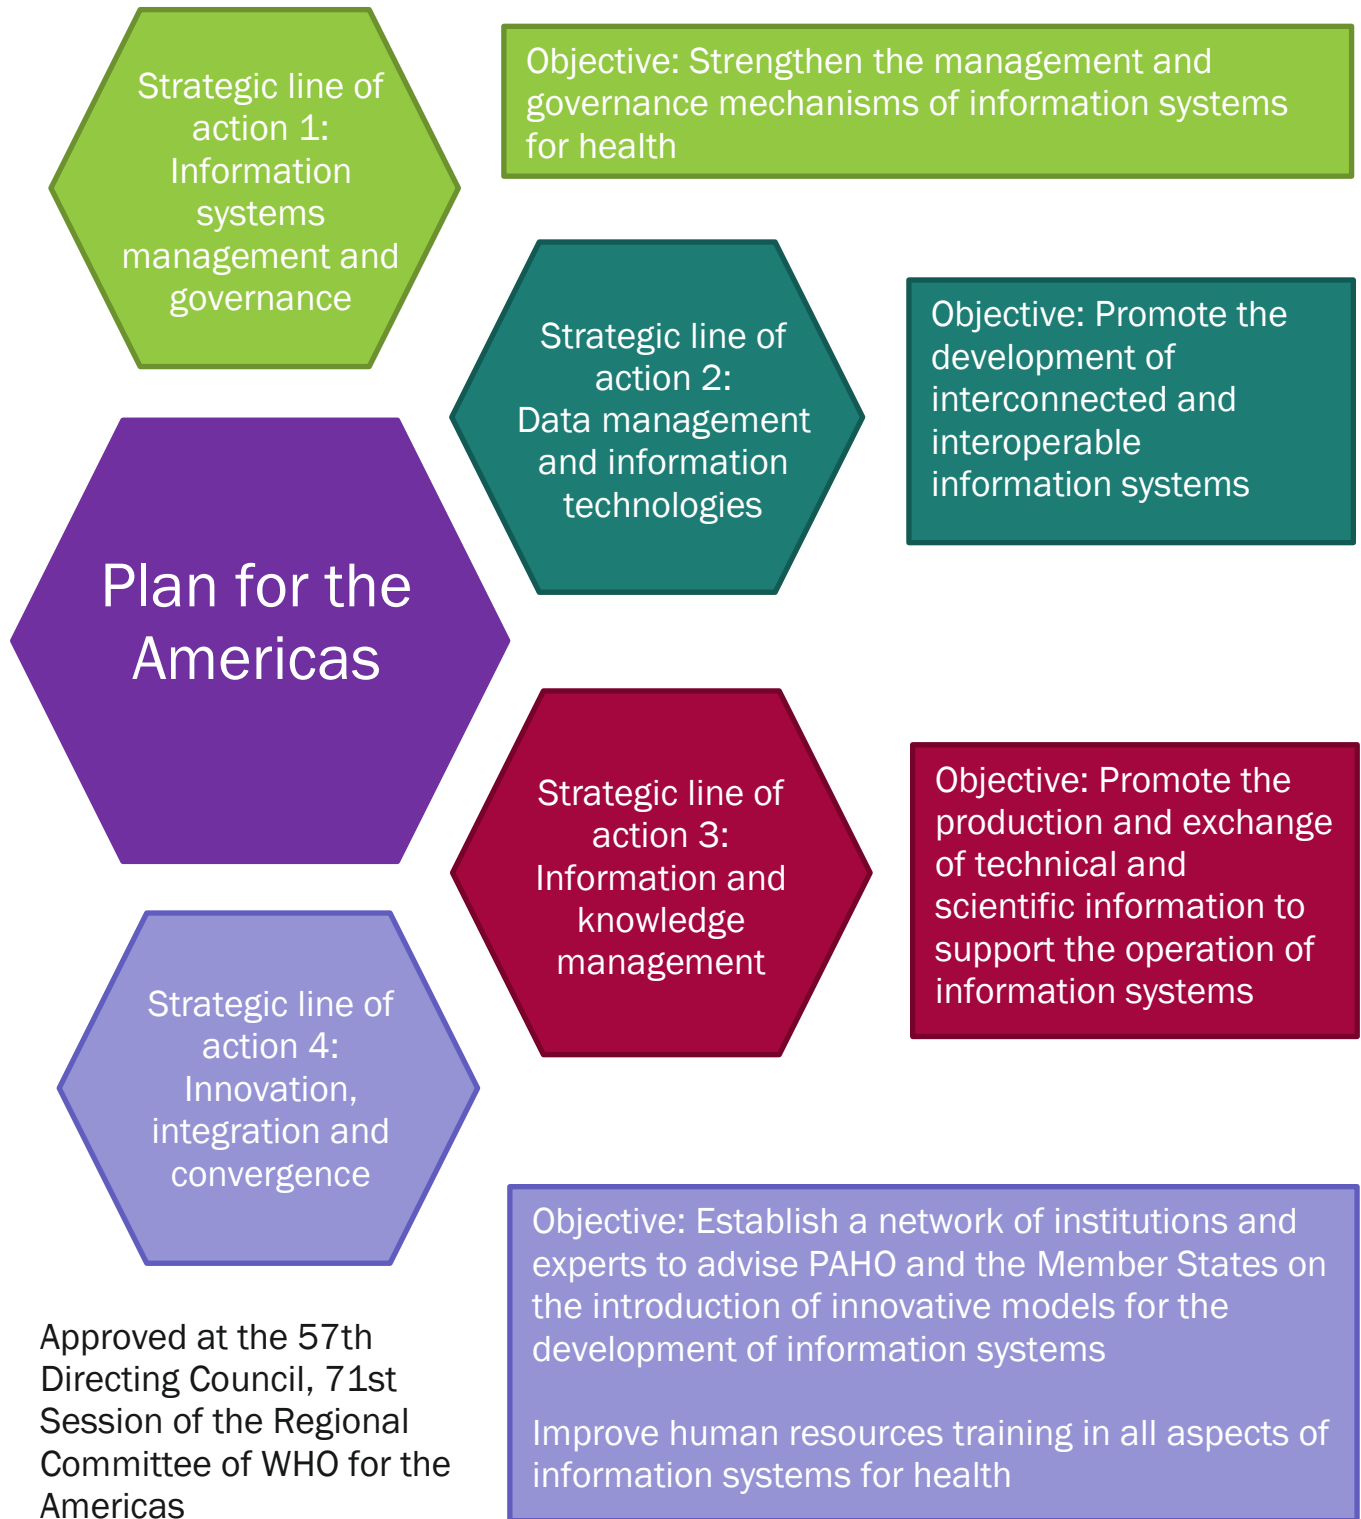 Strategic line of
action 1:
Information
systems
management and
governance
Objective: Strengthen the management and
governance mechanisms of information systems
for health
Strategic line of
action 2:
Data management
and information
technologies
Objective: Promote the
development of
interconnected and
interoperable
information systems
Plan for the
Americas
Strategic line of
action 3:
Information and
knowledge
management
Objective: Promote the
production and exchange
of technical and
scientific information to
support the operation of
information systems
Strategic line of
action 4:
Innovation,
integration and
convergence
Objective: Establish a network of institutions and
experts to advise PAHO and the Member States on
the introduction of innovative models for the
development of information systems
Improve human resources training in all aspects of
information systems for health
Approved at the 57th
Directing Council, 71st
Session of the Regional
Committee of WHO for the
Americas